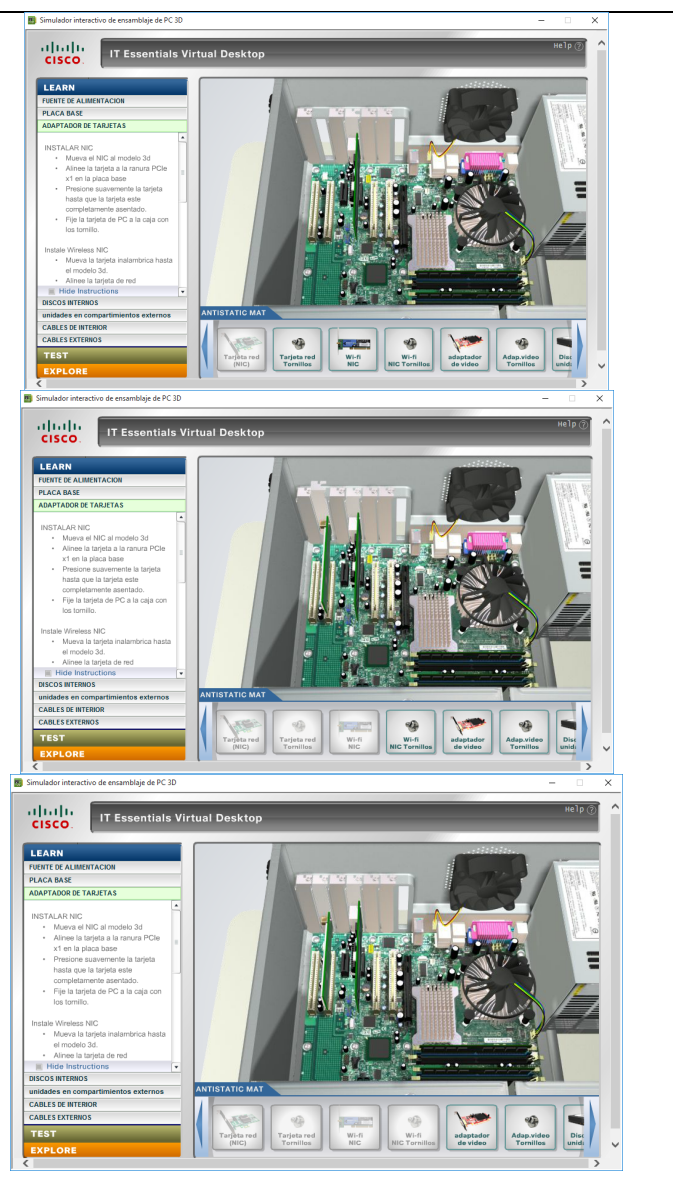 Simulador interactivo de ensamblaje de PC 3D
CISCO.
IT Essentials Virtual Desktop
Help ?
LEARN
FUENTE DE ALIMENTACION
PLACA BASE
ADAPTADOR DE TARJETAS
INSTALAR NIC
• Mueva el NIC al modelo 3d
• Alinee la tarjeta a la ranura PCIe
x1 en la placa base
• Presione suavemente la tarjeta
hasta que la tarjeta este
completamente asentado.
• Fije la tarjeta de PC a la caja con
los tornillo.
Instale Wireless NIC
• Mueva la tarjeta inalambrica hasta
el modelo 3d.
• Alinee la tarjeta de red
Hide Instructions
DISCOS INTERNOS
unidades en compartimientos externos
CABLES DE INTERIOR
CABLES EXTERNOS
TEST
EXPLORE
ANTISTATIC MAT
Tarjeta red
(NIC)
Tarjeta red
Tornillos
Wi-fi
NIC
Wi-fi
NIC Tornillos
adaptador
de video
Adap.video
Tornillos
Disc
unid
Simulador interactivo de ensamblaje de PC 3D
CISCO.
IT Essentials Virtual Desktop
Help ?
LEARN
FUENTE DE ALIMENTACION
PLACA BASE
ADAPTADOR DE TARJETAS
INSTALAR NIC
• Mueva el NIC al modelo 3d
• Alinee la tarjeta a la ranura PCIe
x1 en la placa base
• Presione suavemente la tarjeta
hasta que la tarjeta este
completamente asentado.
• Fije la tarjeta de PC a la caja con
los tornillo.
Instale Wireless NIC
• Mueva la tarjeta inalambrica hasta
el modelo 3d.
• Alinee la tarjeta de red
Hide Instructions
DISCOS INTERNOS
unidades en compartimientos externos
CABLES DE INTERIOR
CABLES EXTERNOS
TEST
EXPLORE
ANTISTATIC MAT
Tarjeta red
(NIC)
Tarjeta red
Tornillos
Wi-fi
NIC
Wi-fi
NIC Tornillos
adaptador
de video
Adap.video
Tornillos
Disc
unid
Simulador interactivo de ensamblaje de PC 3D
CISCO.
IT Essentials Virtual Desktop
Help ?
LEARN
FUENTE DE ALIMENTACION
PLACA BASE
ADAPTADOR DE TARJETAS
INSTALAR NIC
• Mueva el NIC al modelo 3d
• Alinee la tarjeta a la ranura PCIe
x1 en la placa base
• Presione suavemente la tarjeta
hasta que la tarjeta este
completamente asentado.
• Fije la tarjeta de PC a la caja con
los tornillo.
Instale Wireless NIC
• Mueva la tarjeta inalambrica hasta
el modelo 3d.
• Alinee la tarjeta de red
Hide Instructions
DISCOS INTERNOS
unidades en compartimientos externos
CABLES DE INTERIOR
CABLES EXTERNOS
TEST
EXPLORE
ANTISTATIC MAT
Tarjeta red
(NIC)
Tarjeta red
Tornillos
Wi-fi
NIC
Wi-fi
NIC Tornillos
adaptador
de video
Adap.video
Tornillos
Disc
unid